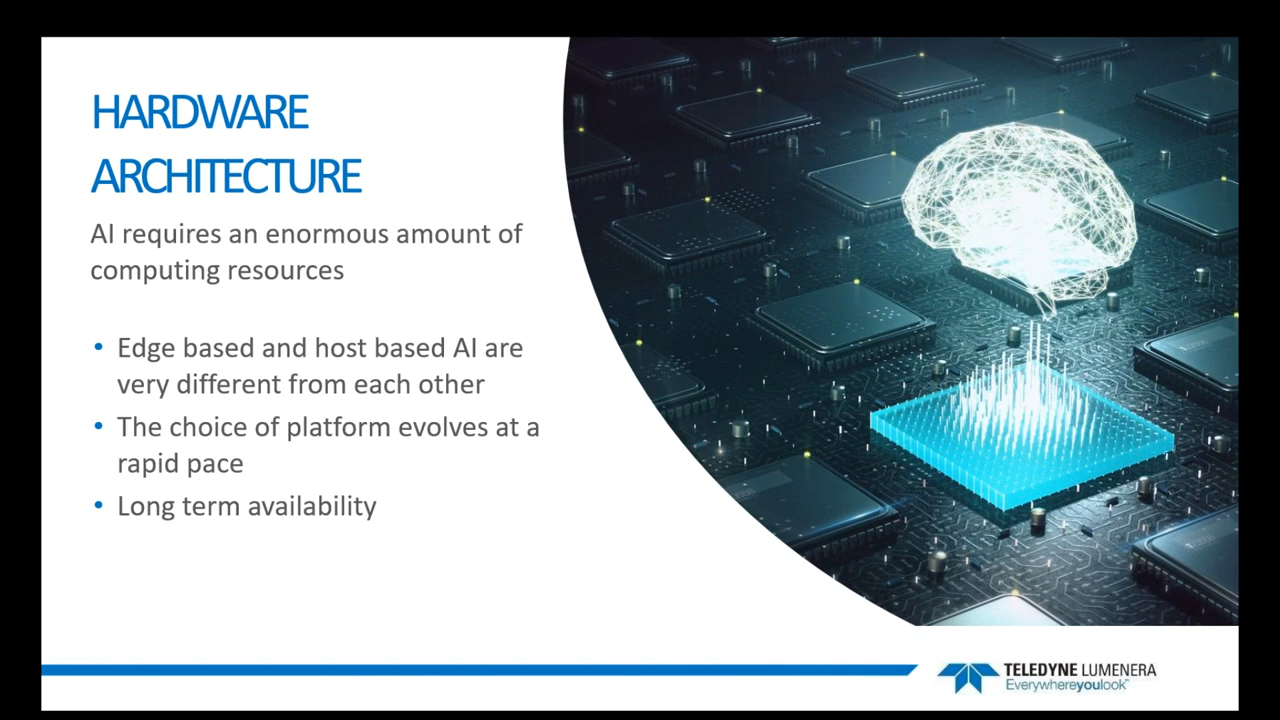 HARDWARE
ARCHITECTURE
AI requires an enormous amount of
computing resources
• Edge based and host based AI are
very different from each other
• The choice of platform evolves at a
rapid pace
• Long term availability
TELEDYNE LUMENERA
Everywhereyoulook™